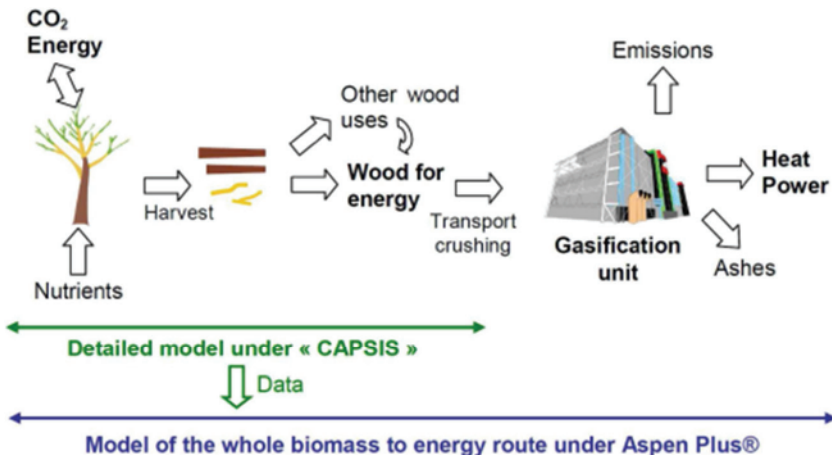 CO₂
Energy
Nutrients
Harvest
Other wood
uses
Wood for
energy
Transport
crushing
Emissions
Gasification
unit
Heat
Power
Ashes
Detailed model under « CAPSIS »
Data
Model of the whole biomass to energy route under Aspen Plus®